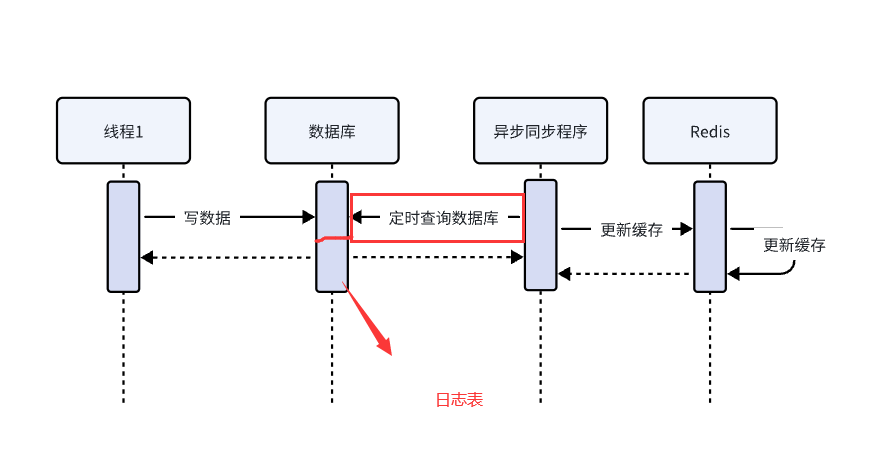 线程1
数据库
异步同步程序
Redis
写数据
定时查询数据库
更新缓存
更新缓存
日志表